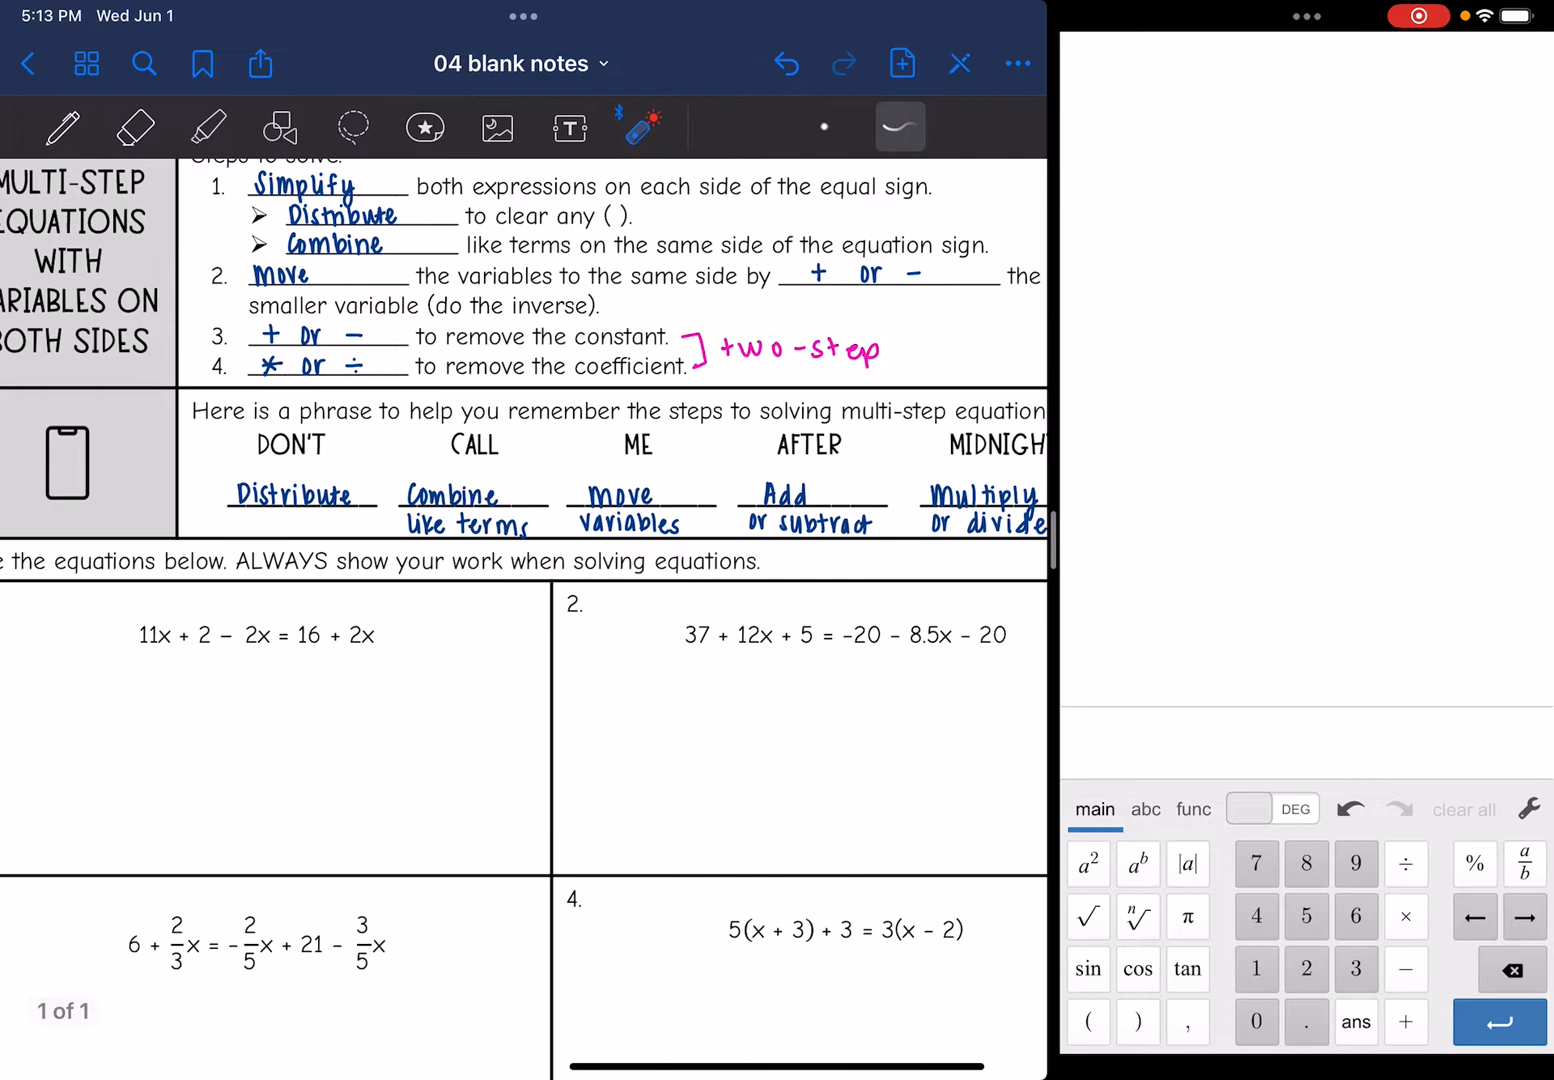 5:13 PM Wed Jun 1
04 blank notes
MULTI-STEP
EQUATIONS
WITH
VARIABLES ON
BOTH SIDES
Steps to solve:
1. Simplify both expressions on each side of the equal sign.
➢ Distribute to clear any ( ).
➢ Combine like terms on the same side of the equation sign.
2. Move the variables to the same side by + or - the
smaller variable (do the inverse).
3. + or - to remove the constant.
4. * or ÷ to remove the coefficient.
two-step
Here is a phrase to help you remember the steps to solving multi-step equation
DON'T CALL ME AFTER MIDNIGH
Distribute Combine Move Add Multiply
like terms variables or subtract or divide
e the equations below. ALWAYS show your work when solving equations.
11x + 2 - 2x = 16 + 2x
2.
37 + 12x + 5 = -20 - 8.5x - 20
6 + 2/3x = -2/5x + 21 - 3/5x
4.
5(x + 3) + 3 = 3(x - 2)
1 of 1
main abc func DEG clear all
a² aᵇ |a| 7 8 9 ÷ % a/b
√ ⁿ√ π 4 5 6 × ← →
sin cos tan 1 2 3 −
( ) , 0 . ans +